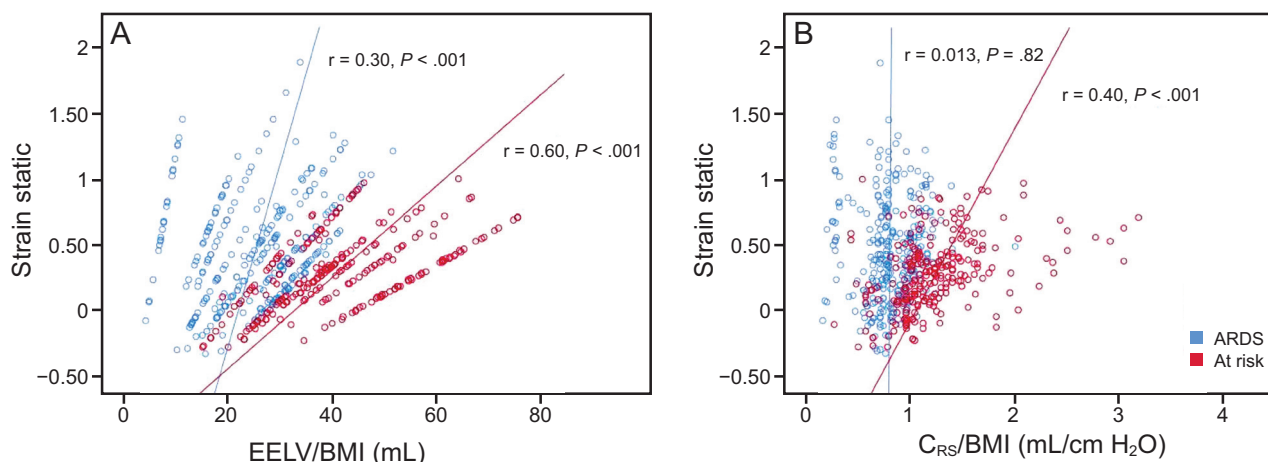 A
r = 0.30, P < .001
r = 0.60, P < .001
Strain static
2
1.50
1
0.50
0
−0.50
0
20
40
60
80
EELV/BMI (mL)
B
r = 0.013, P = .82
r = 0.40, P < .001
Strain static
2
1.50
1
0.50
0
−0.50
ARDS
At risk
0
1
2
3
4
C_RS/BMI (mL/cm H₂O)